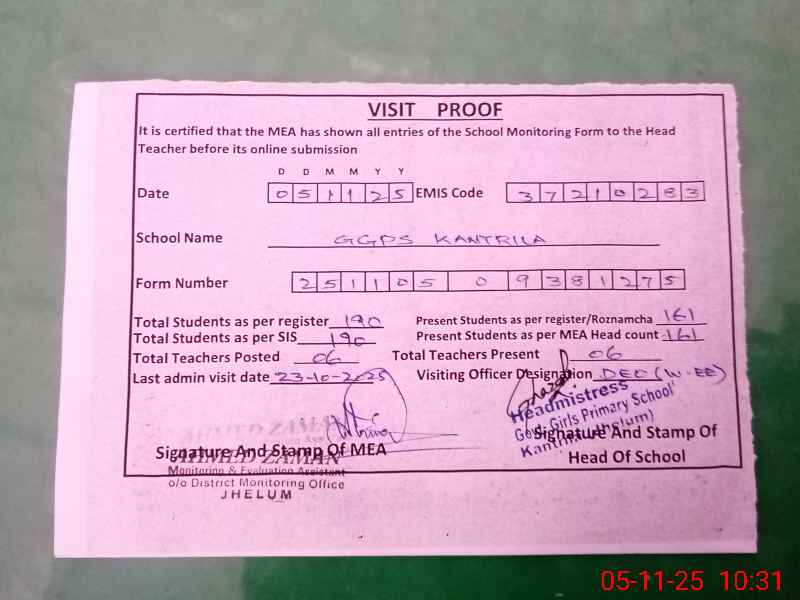 VISIT PROOF
It is certified that the MEA has shown all entries of the School Monitoring Form to the Head
Teacher before its online submission
D D M M Y Y
Date 0 5 1 1 2 5 EMIS Code 3 7 2 1 0 2 8 3
School Name GGPS KANTRILA
Form Number 2 5 1 1 0 5 0 9 3 8 1 2 7 5
Total Students as per register 190 Present Students as per register/Roznamcha 161
Total Students as per SIS 190 Present Students as per MEA Head count 161
Total Teachers Posted 06 Total Teachers Present 06
Last admin visit date 23-10-2025 Visiting Officer Designation DEO (W-EE)
Headmistress
Govt. Girls Primary School
Signature And Stamp Of MEA Signature And Stamp Of
Head Of School
AHMED ZAMAN
Monitoring & Evaluation Assistant
o/o District Monitoring Office
JHELUM
05-11-25 10:31